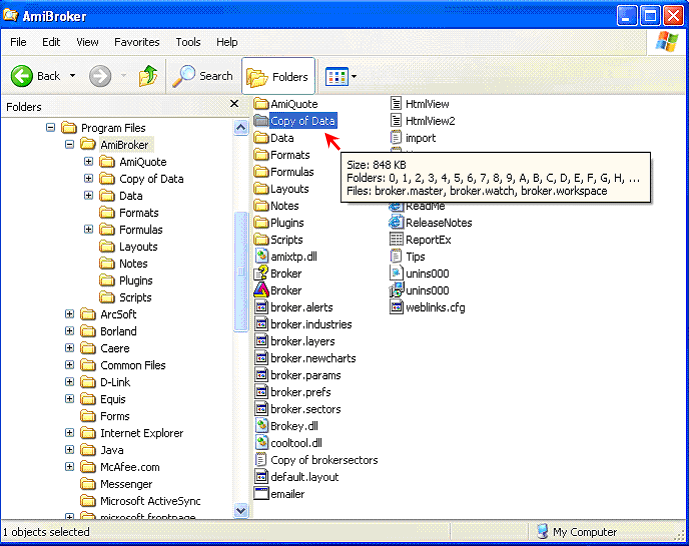 AmiBroker
File Edit View Favorites Tools Help
Back Search Folders
Folders
Program Files
AmiBroker
AmiQuote
Copy of Data
Data
Formats
Formulas
Layouts
Notes
Plugins
Scripts
ArcSoft
Borland
Caere
Common Files
D-Link
Equis
Forms
Internet Explorer
Java
McAfee.com
Messenger
Microsoft ActiveSync
microsoft frontpage
AmiQuote
Copy of Data
Data
Formats
Formulas
Layouts
Notes
Plugins
Scripts
amixtp.dll
Broker
Broker
broker.alerts
broker.industries
broker.layers
broker.newcharts
broker.params
broker.prefs
broker.sectors
Brokey.dll
cooltool.dll
Copy of brokersectors
default.layout
emailer
HtmlView
HtmlView2
import
Size: 848 KB
Folders: 0, 1, 2, 3, 4, 5, 6, 7, 8, 9, A, B, C, D, E, F, G, H, ...
Files: broker.master, broker.watch, broker.workspace
ReadMe
ReleaseNotes
ReportEx
Tips
unins000
unins000
weblinks.cfg
1 objects selected
My Computer